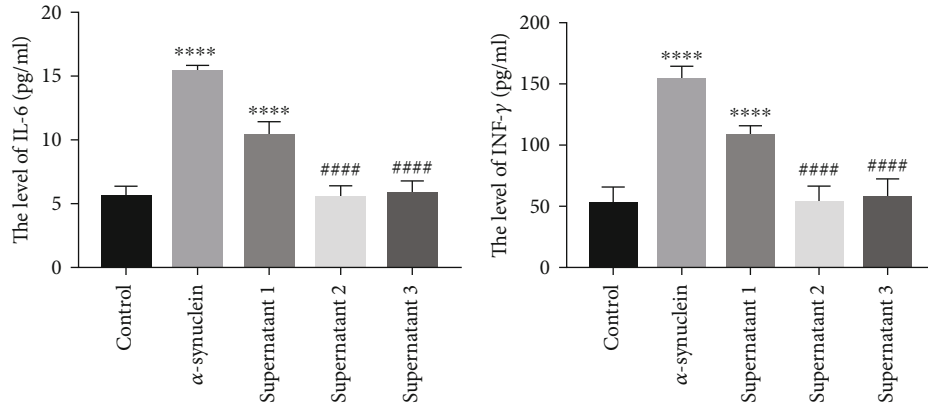 The level of IL-6 (pg/ml)
20
15
10
5
0
****
****
####
####
Control
α-synuclein
Supernatant 1
Supernatant 2
Supernatant 3
The level of INF-γ (pg/ml)
200
150
100
50
0
****
****
####
####
Control
α-synuclein
Supernatant 1
Supernatant 2
Supernatant 3